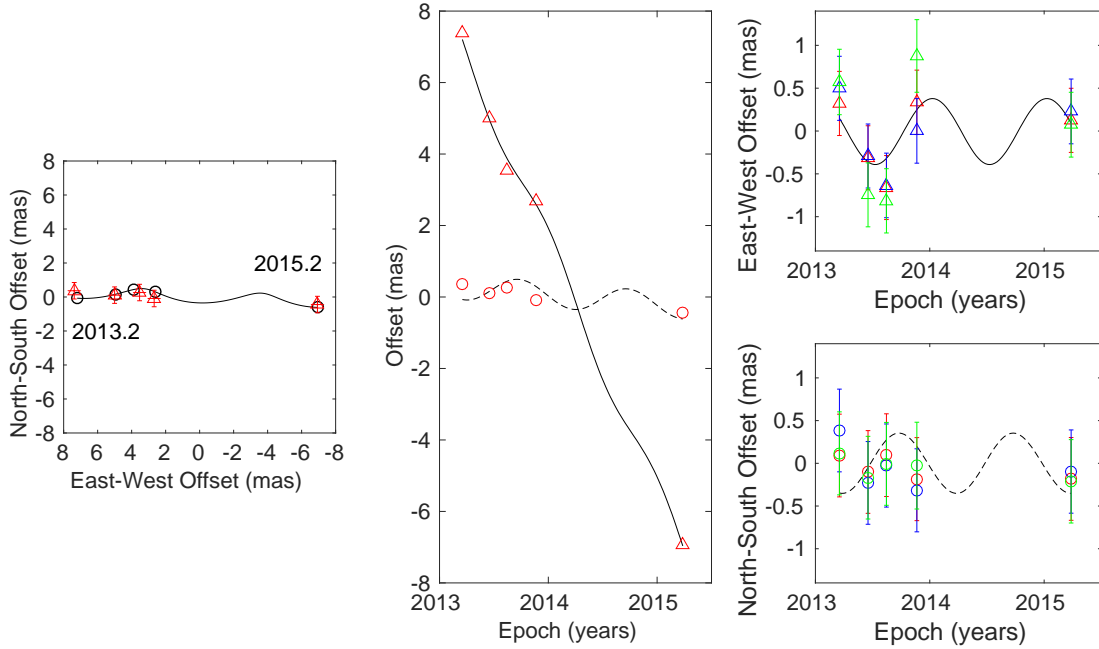 8
6
4
2
0
-2
-4
-6
-8
North-South Offset (mas)
2015.2
2013.2
8 6 4 2 0 -2 -4 -6 -8
East-West Offset (mas)
8
6
4
2
0
-2
-4
-6
-8
Offset (mas)
2013 2014 2015
Epoch (years)
1
0.5
0
-0.5
-1
East-West Offset (mas)
2013 2014 2015
Epoch (years)
1
0.5
0
-0.5
-1
North-South Offset (mas)
2013 2014 2015
Epoch (years)